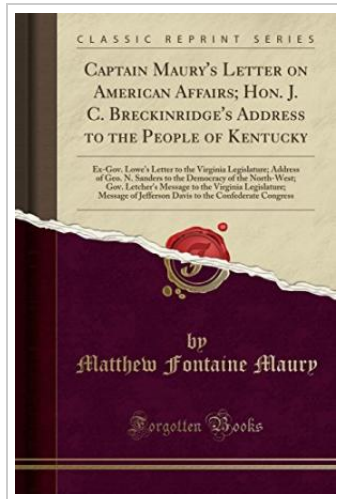 CLASSIC REPRINT SERIES
CAPTAIN MAURY'S LETTER ON
AMERICAN AFFAIRS; HON. J.
C. BRECKINRIDGE'S ADDRESS
TO THE PEOPLE OF KENTUCKY
Ex-Gov. Lowe's Letter to the Virginia Legislature; Address
of Geo. N. Sanders to the Democracy of the North-West;
Gov. Letcher's Message to the Virginia Legislature;
Message of Jefferson Davis to the Confederate Congress
by
Matthew Fontaine Maury
Forgotten Books